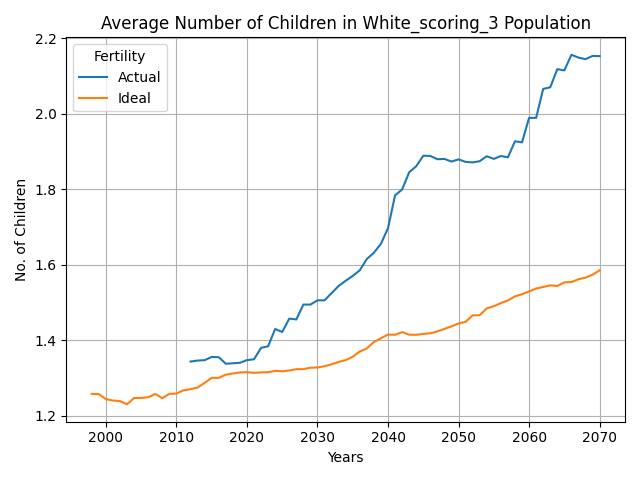 Average Number of Children in White_scoring_3 Population
Fertility
Actual
Ideal
No. of Children
2.2
2.0
1.8
1.6
1.4
1.2
2000
2010
2020
2030
2040
2050
2060
2070
Years